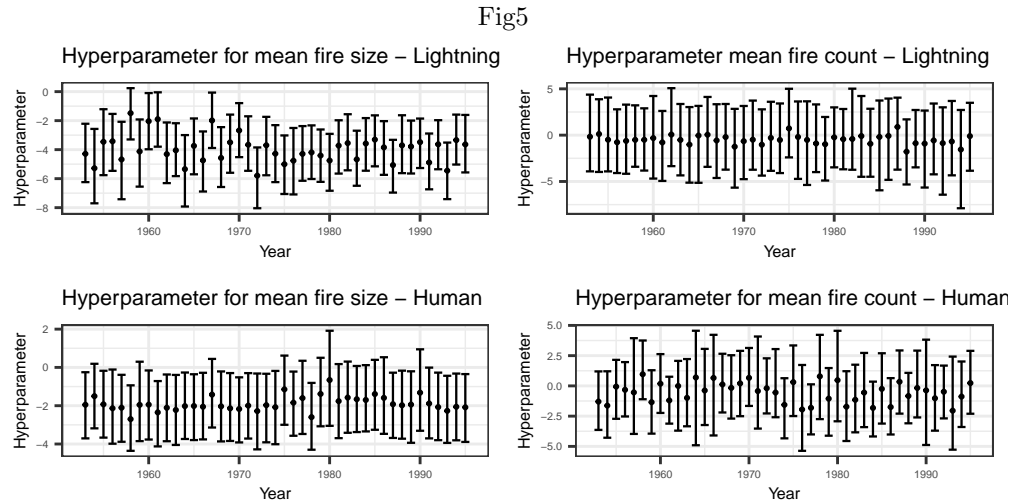 Fig5
Hyperparameter for mean fire size – Lightning
Hyperparameter
0
−2
−4
−6
−8
1960 1970 1980 1990
Year
Hyperparameter mean fire count – Lightning
Hyperparameter
5
0
−5
1960 1970 1980 1990
Year
Hyperparameter for mean fire size – Human
Hyperparameter
2
0
−2
−4
1960 1970 1980 1990
Year
Hyperparameter for mean fire count – Human
Hyperparameter
5.0
2.5
0.0
−2.5
−5.0
1960 1970 1980 1990
Year